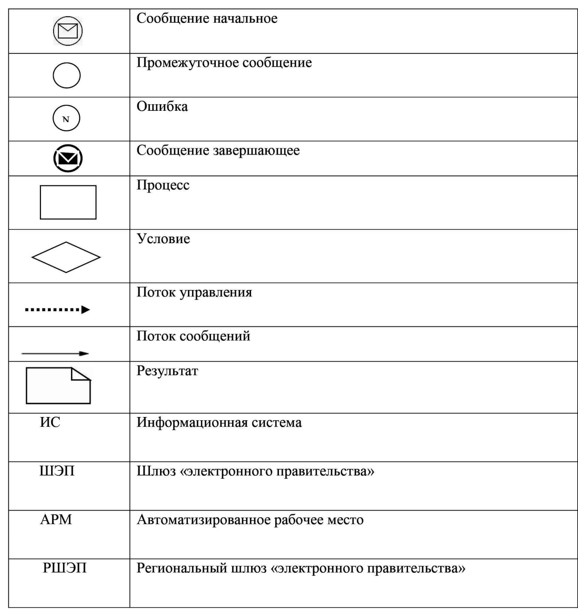 Сообщение начальное
Промежуточное сообщение
N
Ошибка
Сообщение завершающее
Процесс
Условие
Поток управления
Поток сообщений
Результат
ИС Информационная система
ШЭП Шлюз «электронного правительства»
АРМ Автоматизированное рабочее место
РШЭП Региональный шлюз «электронного правительства»